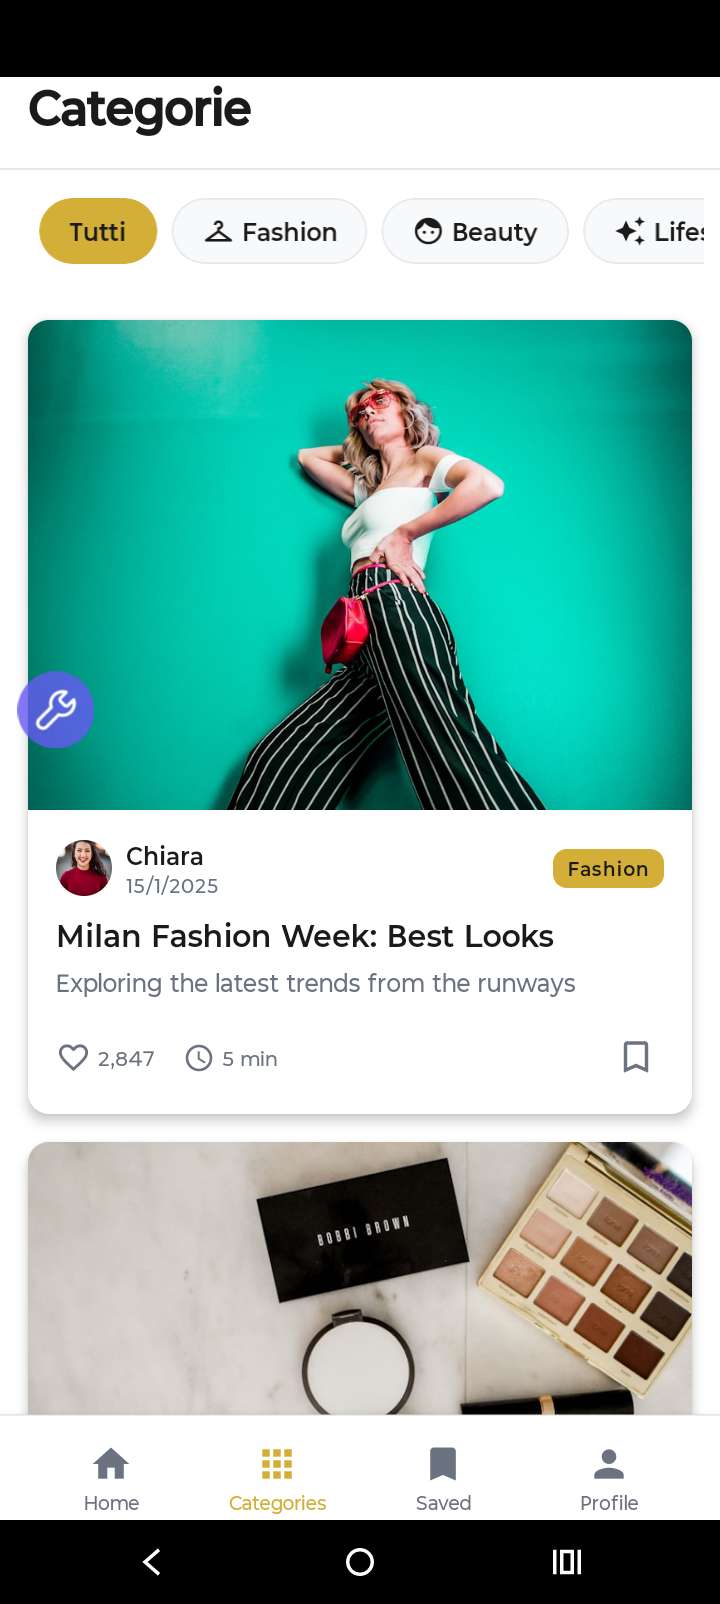 Categorie
Tutti
Fashion
Beauty
Lifes
BOBBI BROWN
Chiara
15/1/2025
Fashion
Milan Fashion Week: Best Looks
Exploring the latest trends from the runways
2,847
5 min
Home
Categories
Saved
Profile